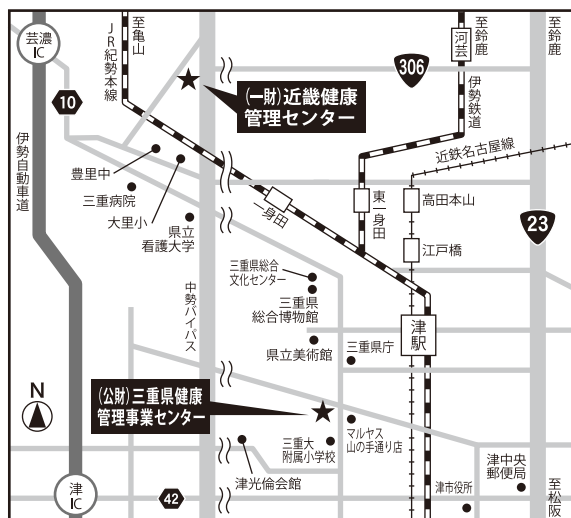 芸濃
IC
至亀山
JR紀勢本線
10
(一財)近畿健康
管理センター
306
至鈴鹿
河芸
伊勢鉄道
至鈴鹿
近鉄名古屋線
伊勢自動車道
豊里中
三重病院
大里小
県立
看護大学
一身田
東一身田
高田本山
23
江戸橋
中勢バイパス
三重県総合
文化センター
三重県
総合博物館
県立美術館
三重県庁
津駅
N
(公財)三重県健康
管理事業センター
三重大
附属小学校
マルヤス
山の手通り店
津光倫会館
津中央
郵便局
津市役所
至松阪
津
IC
42